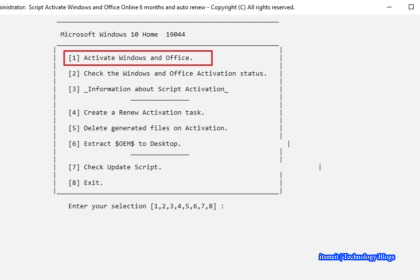 ministrator: Script Activate Windows and Office Online 6 months and auto renew - Copyright (C) All rights reserved.
Microsoft Windows 10 Home 19044
[1] Activate Windows and Office.
[2] Check the Windows and Office Activation status.
[3] _Information about Script Activation_
[4] Create a Renew Activation task.
[5] Delete generated files on Activation.
[6] Extract $OEM$ to Desktop.
[7] Check Update Script.
[8] Exit.
Enter your selection [1,2,3,4,5,6,7,8] :
itsmeit |Technology Blogs